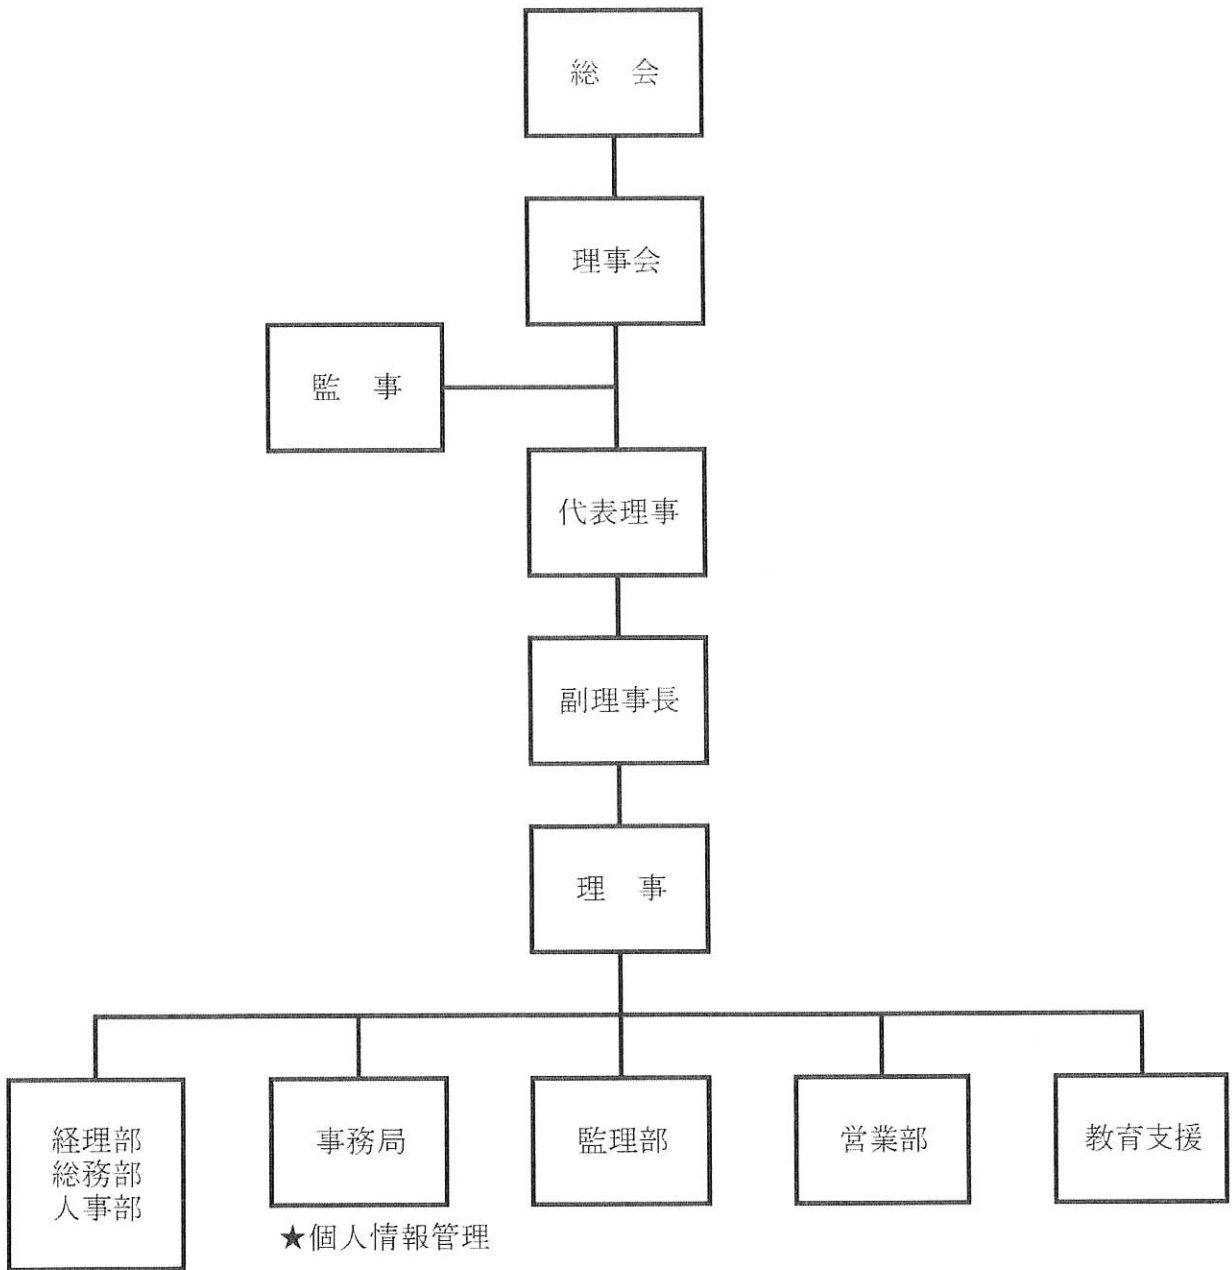 総　会
理事会
監　事
代表理事
副理事長
理　事
経理部
総務部
人事部
事務局
監理部
営業部
教育支援
★個人情報管理